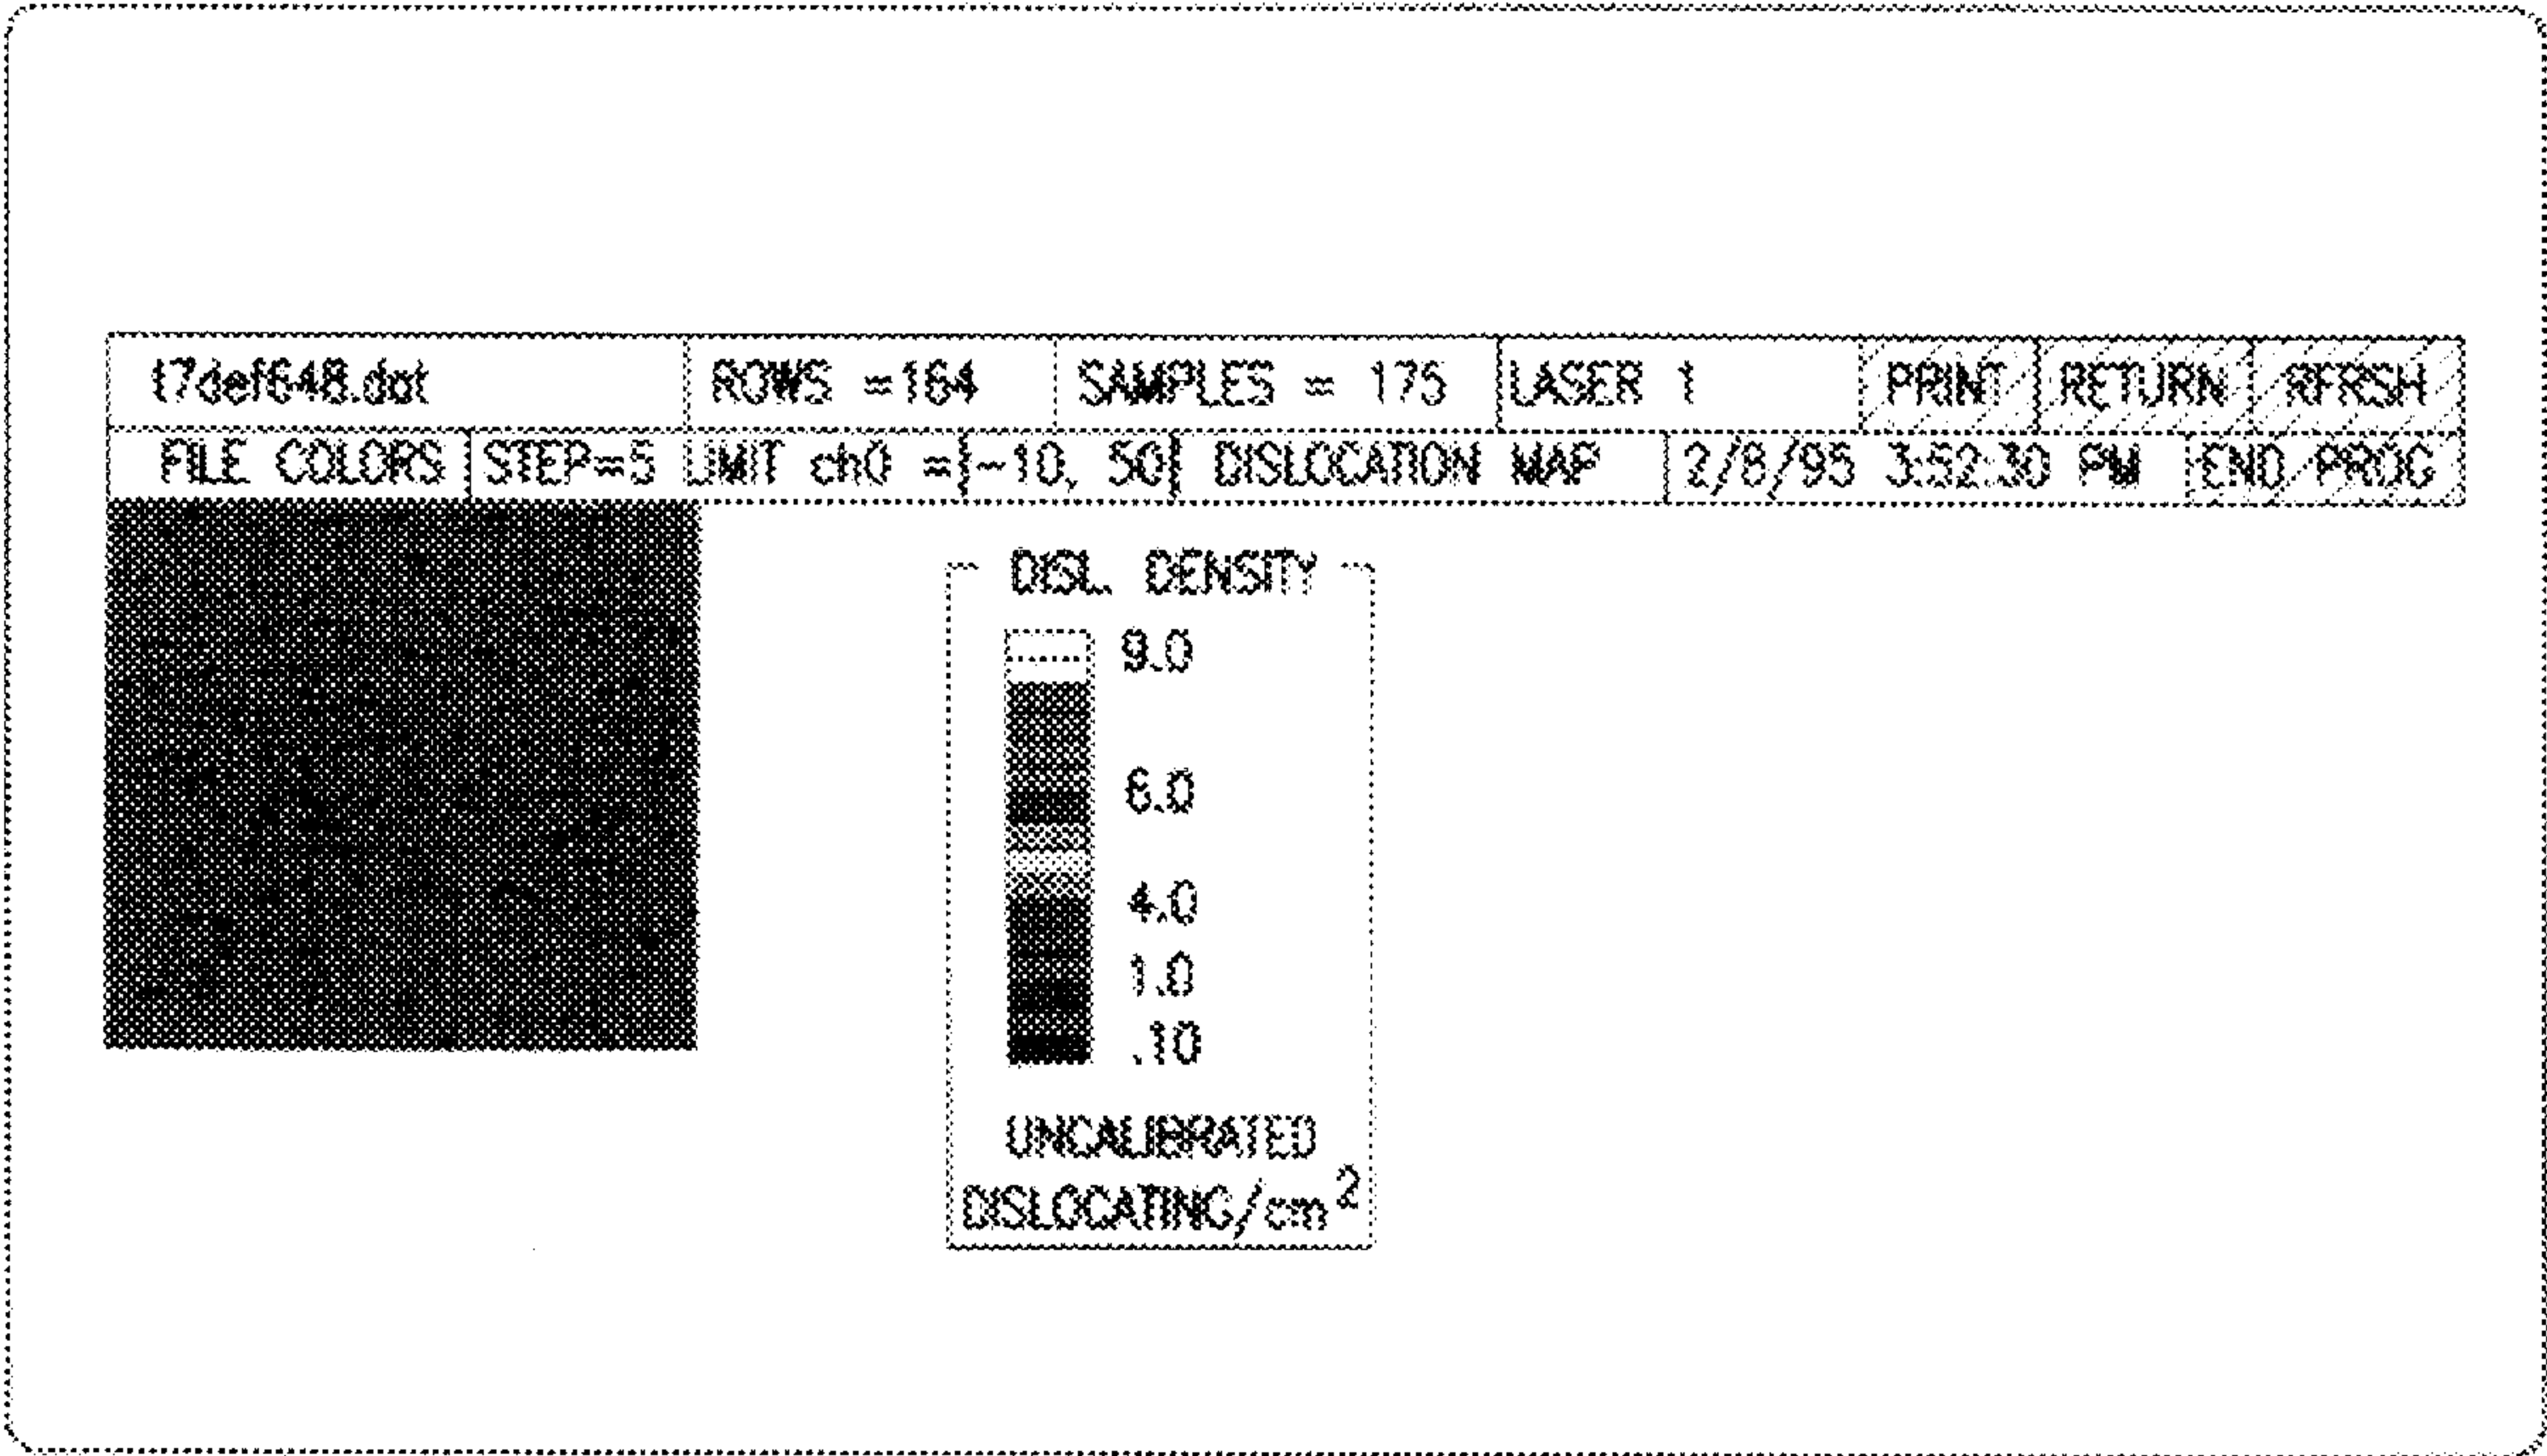 t7def648.dat ROWS =164 SAMPLES = 175 LASER 1 PRINT RETURN RFRSH
FILE COLORS STEP=5 LIMIT ch0 =[-10, 50] DISLOCATION MAP 2/8/95 3:52:30 PM END PROG
DISL. DENSITY
9.0
6.0
4.0
1.0
.10
UNCALIBRATED
DISLOCATING/cm²